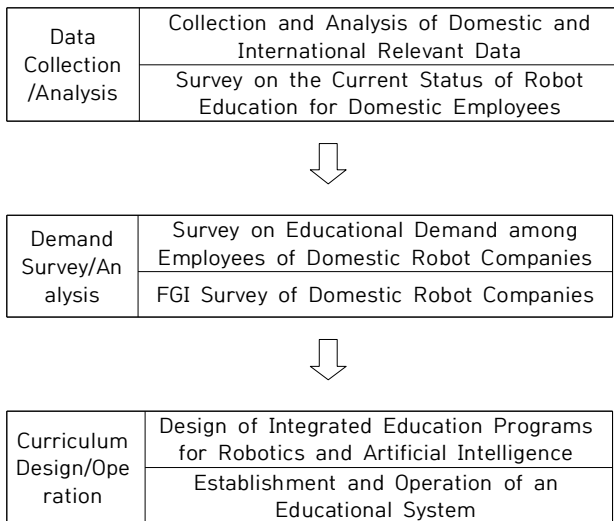 Data
Collection
/Analysis
Collection and Analysis of Domestic and
International Relevant Data
Survey on the Current Status of Robot
Education for Domestic Employees
Demand
Survey/An
alysis
Survey on Educational Demand among
Employees of Domestic Robot Companies
FGI Survey of Domestic Robot Companies
Curriculum
Design/Ope
ration
Design of Integrated Education Programs
for Robotics and Artificial Intelligence
Establishment and Operation of an
Educational System